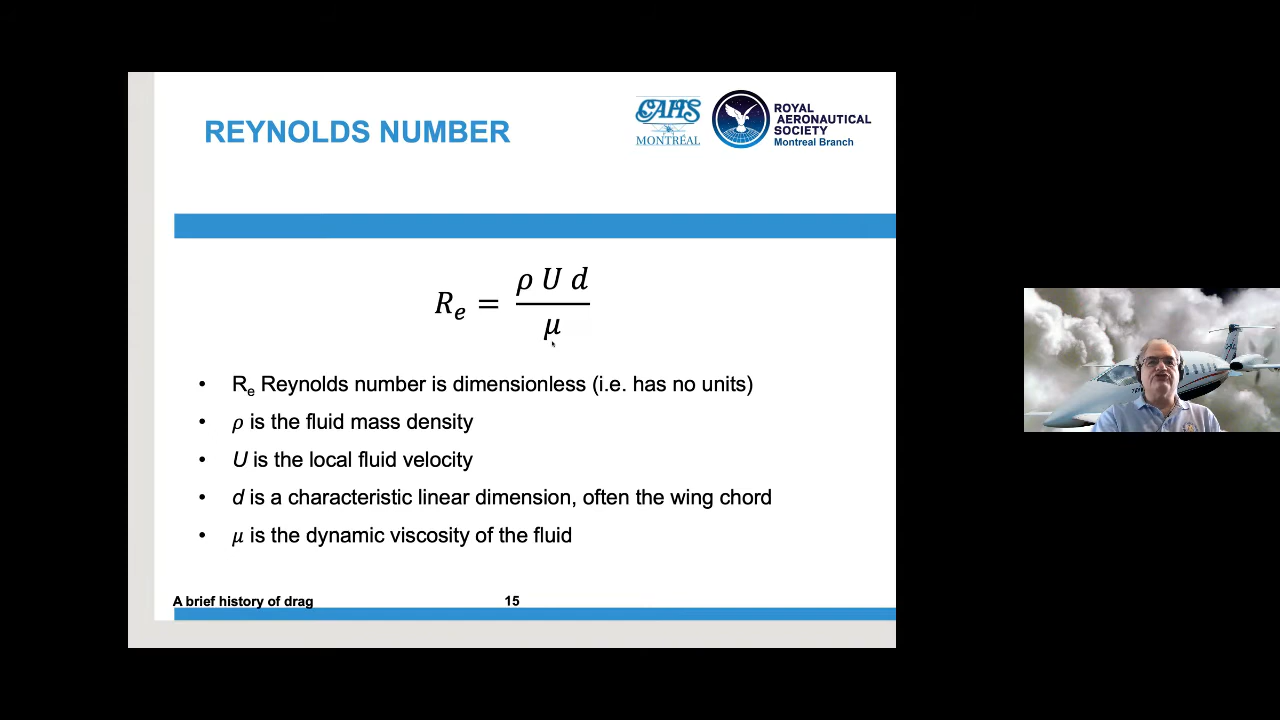 REYNOLDS NUMBER
CAHS
MONTRÉAL
ROYAL
AERONAUTICAL
SOCIETY
Montreal Branch
Re = ρ U d / μ
• Re Reynolds number is dimensionless (i.e. has no units)
• ρ is the fluid mass density
• U is the local fluid velocity
• d is a characteristic linear dimension, often the wing chord
• μ is the dynamic viscosity of the fluid
A brief history of drag 15